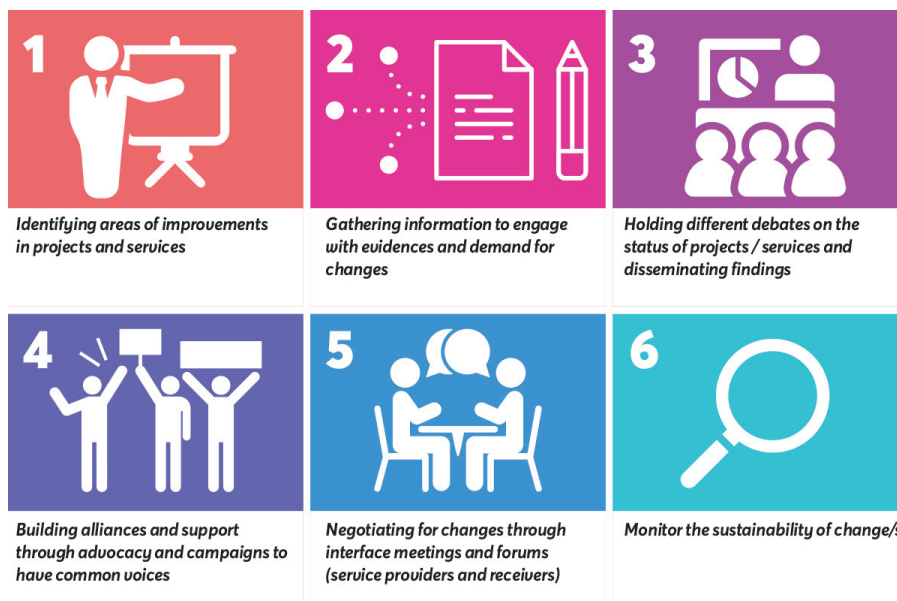 1
Identifying areas of improvements
in projects and services
2
Gathering information to engage
with evidences and demand for
changes
3
Holding different debates on the
status of projects / services and
disseminating findings
4
Building alliances and support
through advocacy and campaigns to
have common voices
5
Negotiating for changes through
interface meetings and forums
(service providers and receivers)
6
Monitor the sustainability of change/s